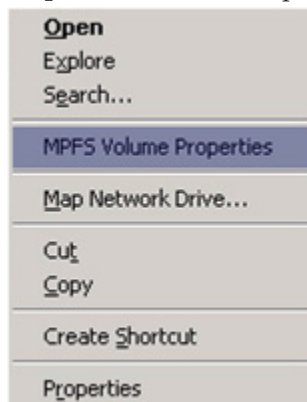 Open
Explore
Search...
MPFS Volume Properties
Map Network Drive...
Cut
Copy
Create Shortcut
Properties